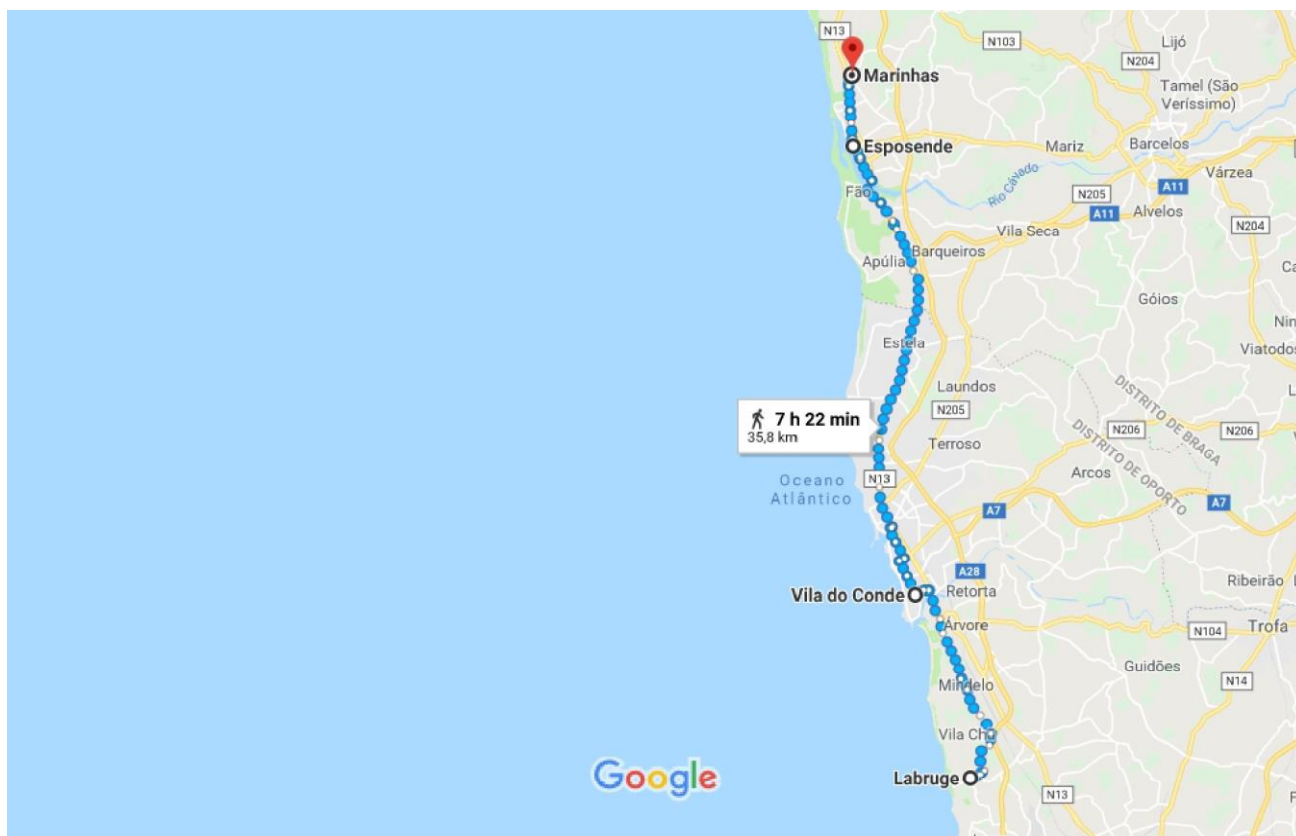 N13
Lijó
N103
N204
Marinhas
Tamel (São
Veríssimo)
Esposende
Mariz
Barcelos
Várzea
Rio Cávado
Fão
N205
A11
A11
Alvelos
N204
Vila Seca
Barqueiros
Apúlia
Góios
Estela
Viatodos
Laundos
7 h 22 min
35,8 km
N205
DISTRITO DE BRAGA
N206
N206
Terroso
DISTRITO DE OPORTO
Arcos
Oceano
Atlântico
N13
A7
A7
A28
Ribeirão
Vila do Conde
Retorta
Árvore
N104
Trofa
Guidões
Mindelo
N14
Vila Chã
Google
Labruge
N13